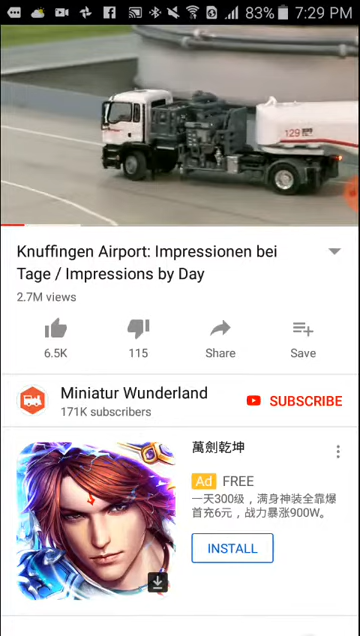 83% 7:29 PM
129
Knuffingen Airport: Impressionen bei
Tage / Impressions by Day
2.7M views
6.5K 115 Share Save
Miniatur Wunderland
171K subscribers
SUBSCRIBE
萬劍乾坤
Ad FREE
一天300级，满身神装全靠爆
首充6元，战力暴涨900W。
INSTALL